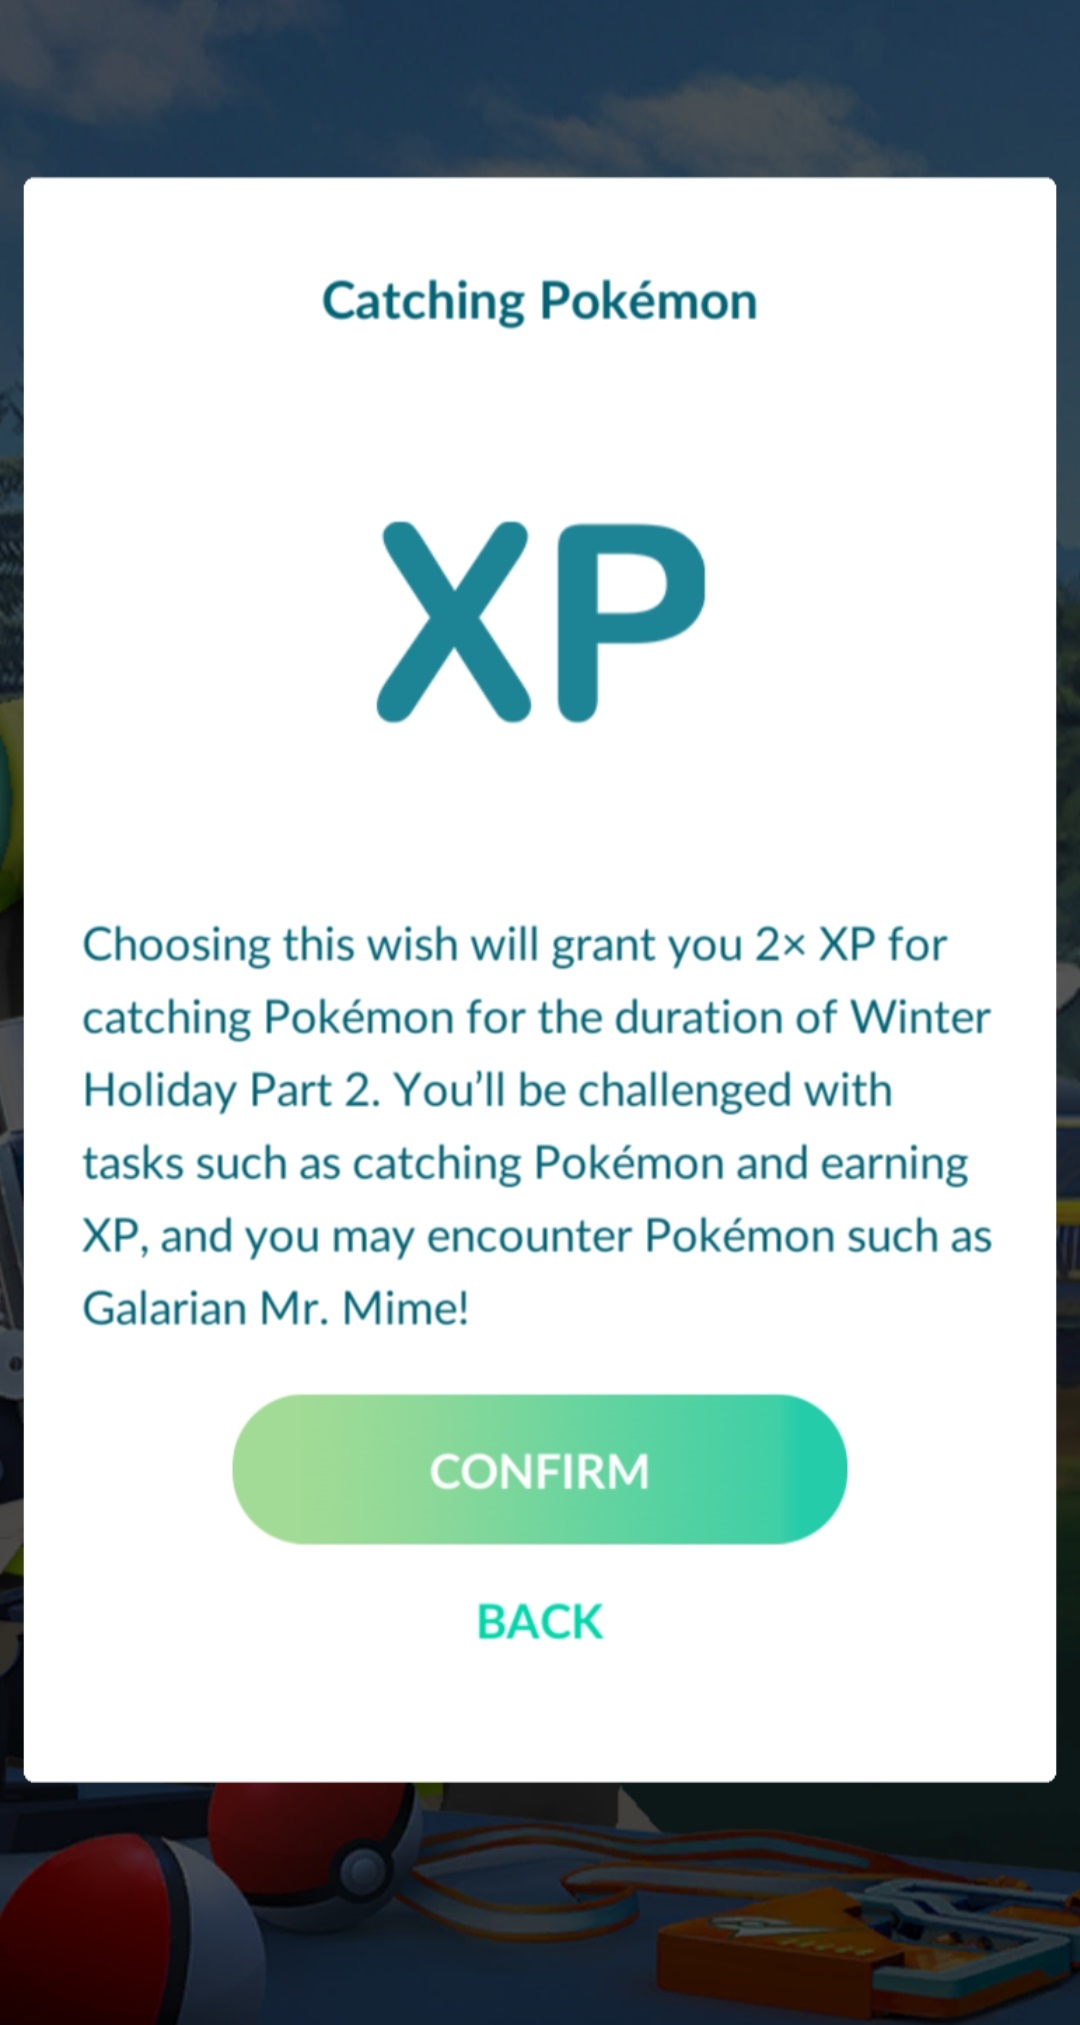 Catching Pokémon
XP
Choosing this wish will grant you 2× XP for
catching Pokémon for the duration of Winter
Holiday Part 2. You’ll be challenged with
tasks such as catching Pokémon and earning
XP, and you may encounter Pokémon such as
Galarian Mr. Mime!
CONFIRM
BACK